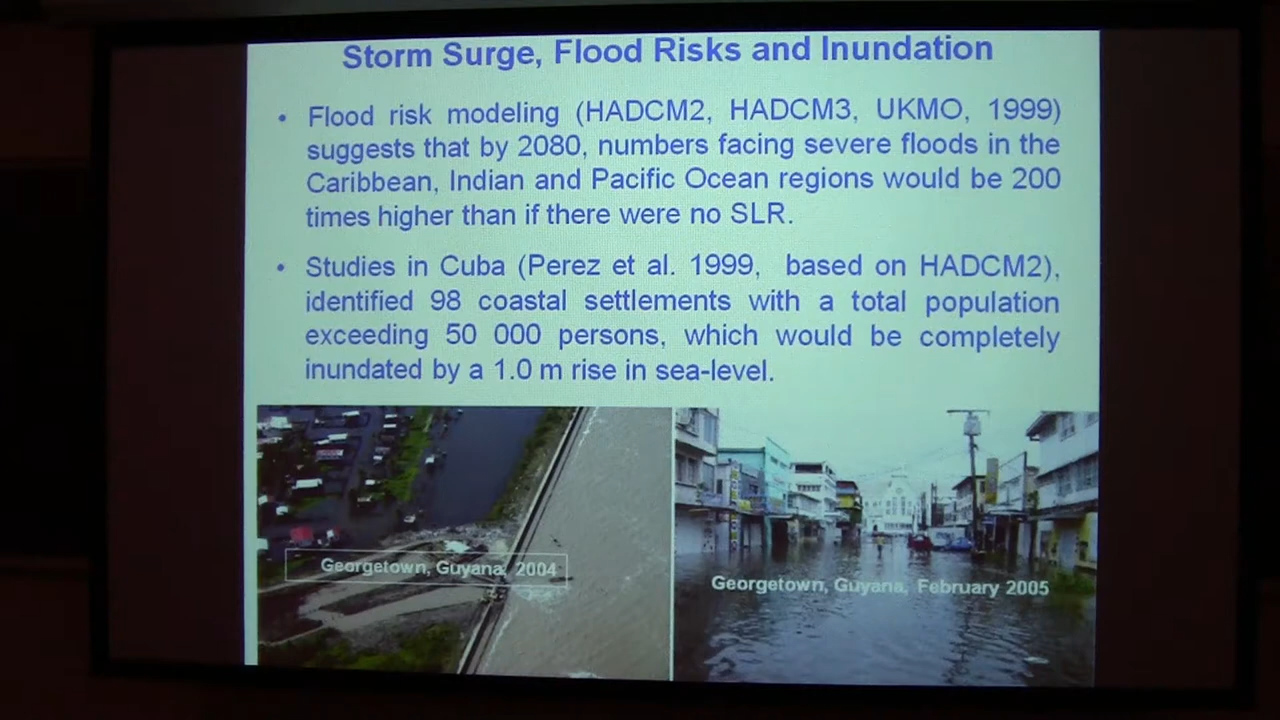 Storm Surge, Flood Risks and Inundation
• Flood risk modeling (HADCM2, HADCM3, UKMO, 1999)
suggests that by 2080, numbers facing severe floods in the
Caribbean, Indian and Pacific Ocean regions would be 200
times higher than if there were no SLR.
• Studies in Cuba (Perez et al. 1999, based on HADCM2),
identified 98 coastal settlements with a total population
exceeding 50 000 persons, which would be completely
inundated by a 1.0 m rise in sea-level.
Georgetown, Guyana, 2004
Georgetown, Guyana, February 2005